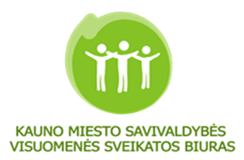 KAUNO MIESTO SAVIVALDYBĖS
VISUOMENĖS SVEIKATOS BIURAS